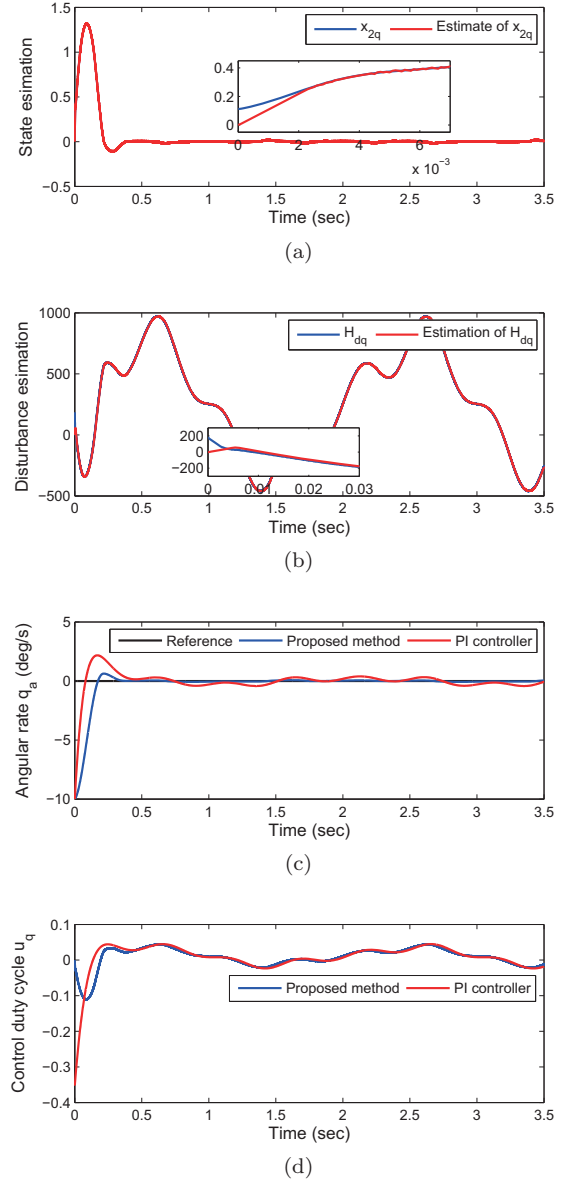 1.5
1
0.5
0
−0.5
State esimation
x2q
Estimate of x2q
0.4
0.2
0
0
2
4
6
x 10−3
0
0.5
1
1.5
2
2.5
3
3.5
Time (sec)
(a)
1000
500
0
−500
Disturbance esimation
Hdq
Estimation of Hdq
200
0
−200
0
0.01
0.02
0.03
0
0.5
1
1.5
2
2.5
3
3.5
Time (sec)
(b)
5
0
−5
−10
Angular rate qa (deg/s)
Reference
Proposed method
PI controller
0
0.5
1
1.5
2
2.5
3
3.5
Time (sec)
(c)
0.1
0
−0.1
−0.2
−0.3
−0.4
Control duty cycle uq
Proposed method
PI controller
0
0.5
1
1.5
2
2.5
3
3.5
Time (sec)
(d)